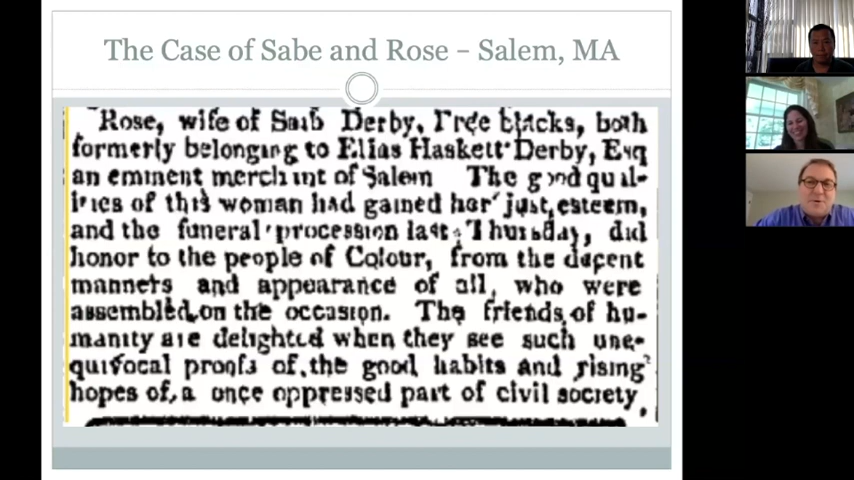 The Case of Sabe and Rose – Salem, MA
Rose, wife of Saib Derby, Free blacks, both
formerly belonging to Elias Haskett Derby, Esq
an eminent merchant of Salem The good qual-
ities of this woman had gained her just esteem,
and the funeral procession last Thursday, did
honor to the people of Colour, from the decent
manners and appearance of all, who were
assembled on the occasion. The friends of hu-
manity are delighted when they see such une-
quivocal proofs of the good habits and rising
hopes of a once oppressed part of civil society,